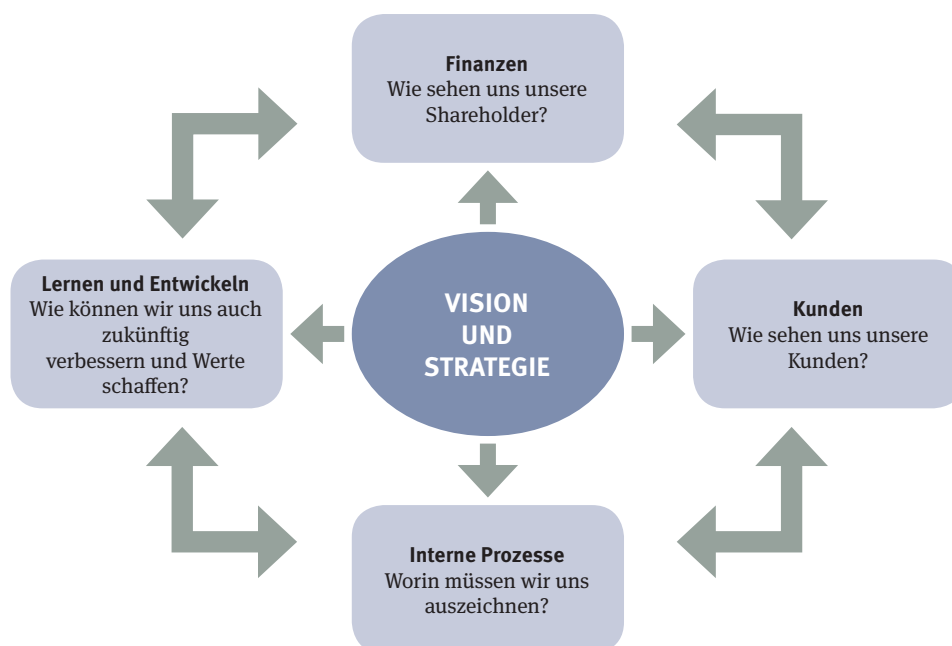 Finanzen
Wie sehen uns unsere
Shareholder?
Lernen und Entwickeln
Wie können wir uns auch
zukünftig
verbessern und Werte
schaffen?
VISION
UND
STRATEGIE
Kunden
Wie sehen uns unsere
Kunden?
Interne Prozesse
Worin müssen wir uns
auszeichnen?